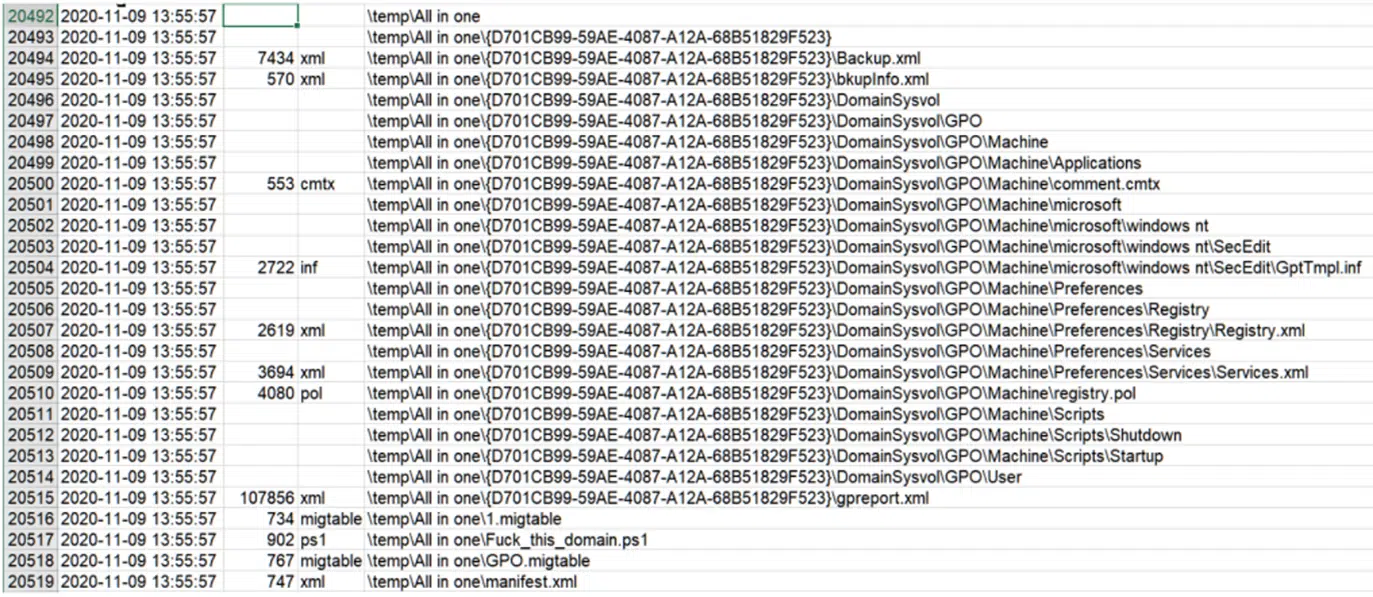 20492 2020-11-09 13:55:57 \temp\All in one
20493 2020-11-09 13:55:57 \temp\All in one\{D701CB99-59AE-4087-A12A-68B51829F523}
20494 2020-11-09 13:55:57 7434 xml \temp\All in one\{D701CB99-59AE-4087-A12A-68B51829F523}\Backup.xml
20495 2020-11-09 13:55:57 570 xml \temp\All in one\{D701CB99-59AE-4087-A12A-68B51829F523}\bkupInfo.xml
20496 2020-11-09 13:55:57 \temp\All in one\{D701CB99-59AE-4087-A12A-68B51829F523}\DomainSysvol
20497 2020-11-09 13:55:57 \temp\All in one\{D701CB99-59AE-4087-A12A-68B51829F523}\DomainSysvol\GPO
20498 2020-11-09 13:55:57 \temp\All in one\{D701CB99-59AE-4087-A12A-68B51829F523}\DomainSysvol\GPO\Machine
20499 2020-11-09 13:55:57 \temp\All in one\{D701CB99-59AE-4087-A12A-68B51829F523}\DomainSysvol\GPO\Machine\Applications
20500 2020-11-09 13:55:57 553 cmtx \temp\All in one\{D701CB99-59AE-4087-A12A-68B51829F523}\DomainSysvol\GPO\Machine\comment.cmtx
20501 2020-11-09 13:55:57 \temp\All in one\{D701CB99-59AE-4087-A12A-68B51829F523}\DomainSysvol\GPO\Machine\microsoft
20502 2020-11-09 13:55:57 \temp\All in one\{D701CB99-59AE-4087-A12A-68B51829F523}\DomainSysvol\GPO\Machine\microsoft\windows nt
20503 2020-11-09 13:55:57 \temp\All in one\{D701CB99-59AE-4087-A12A-68B51829F523}\DomainSysvol\GPO\Machine\microsoft\windows nt\SecEdit
20504 2020-11-09 13:55:57 2722 inf \temp\All in one\{D701CB99-59AE-4087-A12A-68B51829F523}\DomainSysvol\GPO\Machine\microsoft\windows nt\SecEdit\GptTmpl.inf
20505 2020-11-09 13:55:57 \temp\All in one\{D701CB99-59AE-4087-A12A-68B51829F523}\DomainSysvol\GPO\Machine\Preferences
20506 2020-11-09 13:55:57 \temp\All in one\{D701CB99-59AE-4087-A12A-68B51829F523}\DomainSysvol\GPO\Machine\Preferences\Registry
20507 2020-11-09 13:55:57 2619 xml \temp\All in one\{D701CB99-59AE-4087-A12A-68B51829F523}\DomainSysvol\GPO\Machine\Preferences\Registry\Registry.xml
20508 2020-11-09 13:55:57 \temp\All in one\{D701CB99-59AE-4087-A12A-68B51829F523}\DomainSysvol\GPO\Machine\Preferences\Services
20509 2020-11-09 13:55:57 3694 xml \temp\All in one\{D701CB99-59AE-4087-A12A-68B51829F523}\DomainSysvol\GPO\Machine\Preferences\Services\Services.xml
20510 2020-11-09 13:55:57 4080 pol \temp\All in one\{D701CB99-59AE-4087-A12A-68B51829F523}\DomainSysvol\GPO\Machine\registry.pol
20511 2020-11-09 13:55:57 \temp\All in one\{D701CB99-59AE-4087-A12A-68B51829F523}\DomainSysvol\GPO\Machine\Scripts
20512 2020-11-09 13:55:57 \temp\All in one\{D701CB99-59AE-4087-A12A-68B51829F523}\DomainSysvol\GPO\Machine\Scripts\Shutdown
20513 2020-11-09 13:55:57 \temp\All in one\{D701CB99-59AE-4087-A12A-68B51829F523}\DomainSysvol\GPO\Machine\Scripts\Startup
20514 2020-11-09 13:55:57 \temp\All in one\{D701CB99-59AE-4087-A12A-68B51829F523}\DomainSysvol\GPO\User
20515 2020-11-09 13:55:57 107856 xml \temp\All in one\{D701CB99-59AE-4087-A12A-68B51829F523}\gpreport.xml
20516 2020-11-09 13:55:57 734 migtable \temp\All in one\1.migtable
20517 2020-11-09 13:55:57 902 ps1 \temp\All in one\Fuck_this_domain.ps1
20518 2020-11-09 13:55:57 767 migtable \temp\All in one\GPO.migtable
20519 2020-11-09 13:55:57 747 xml \temp\All in one\manifest.xml